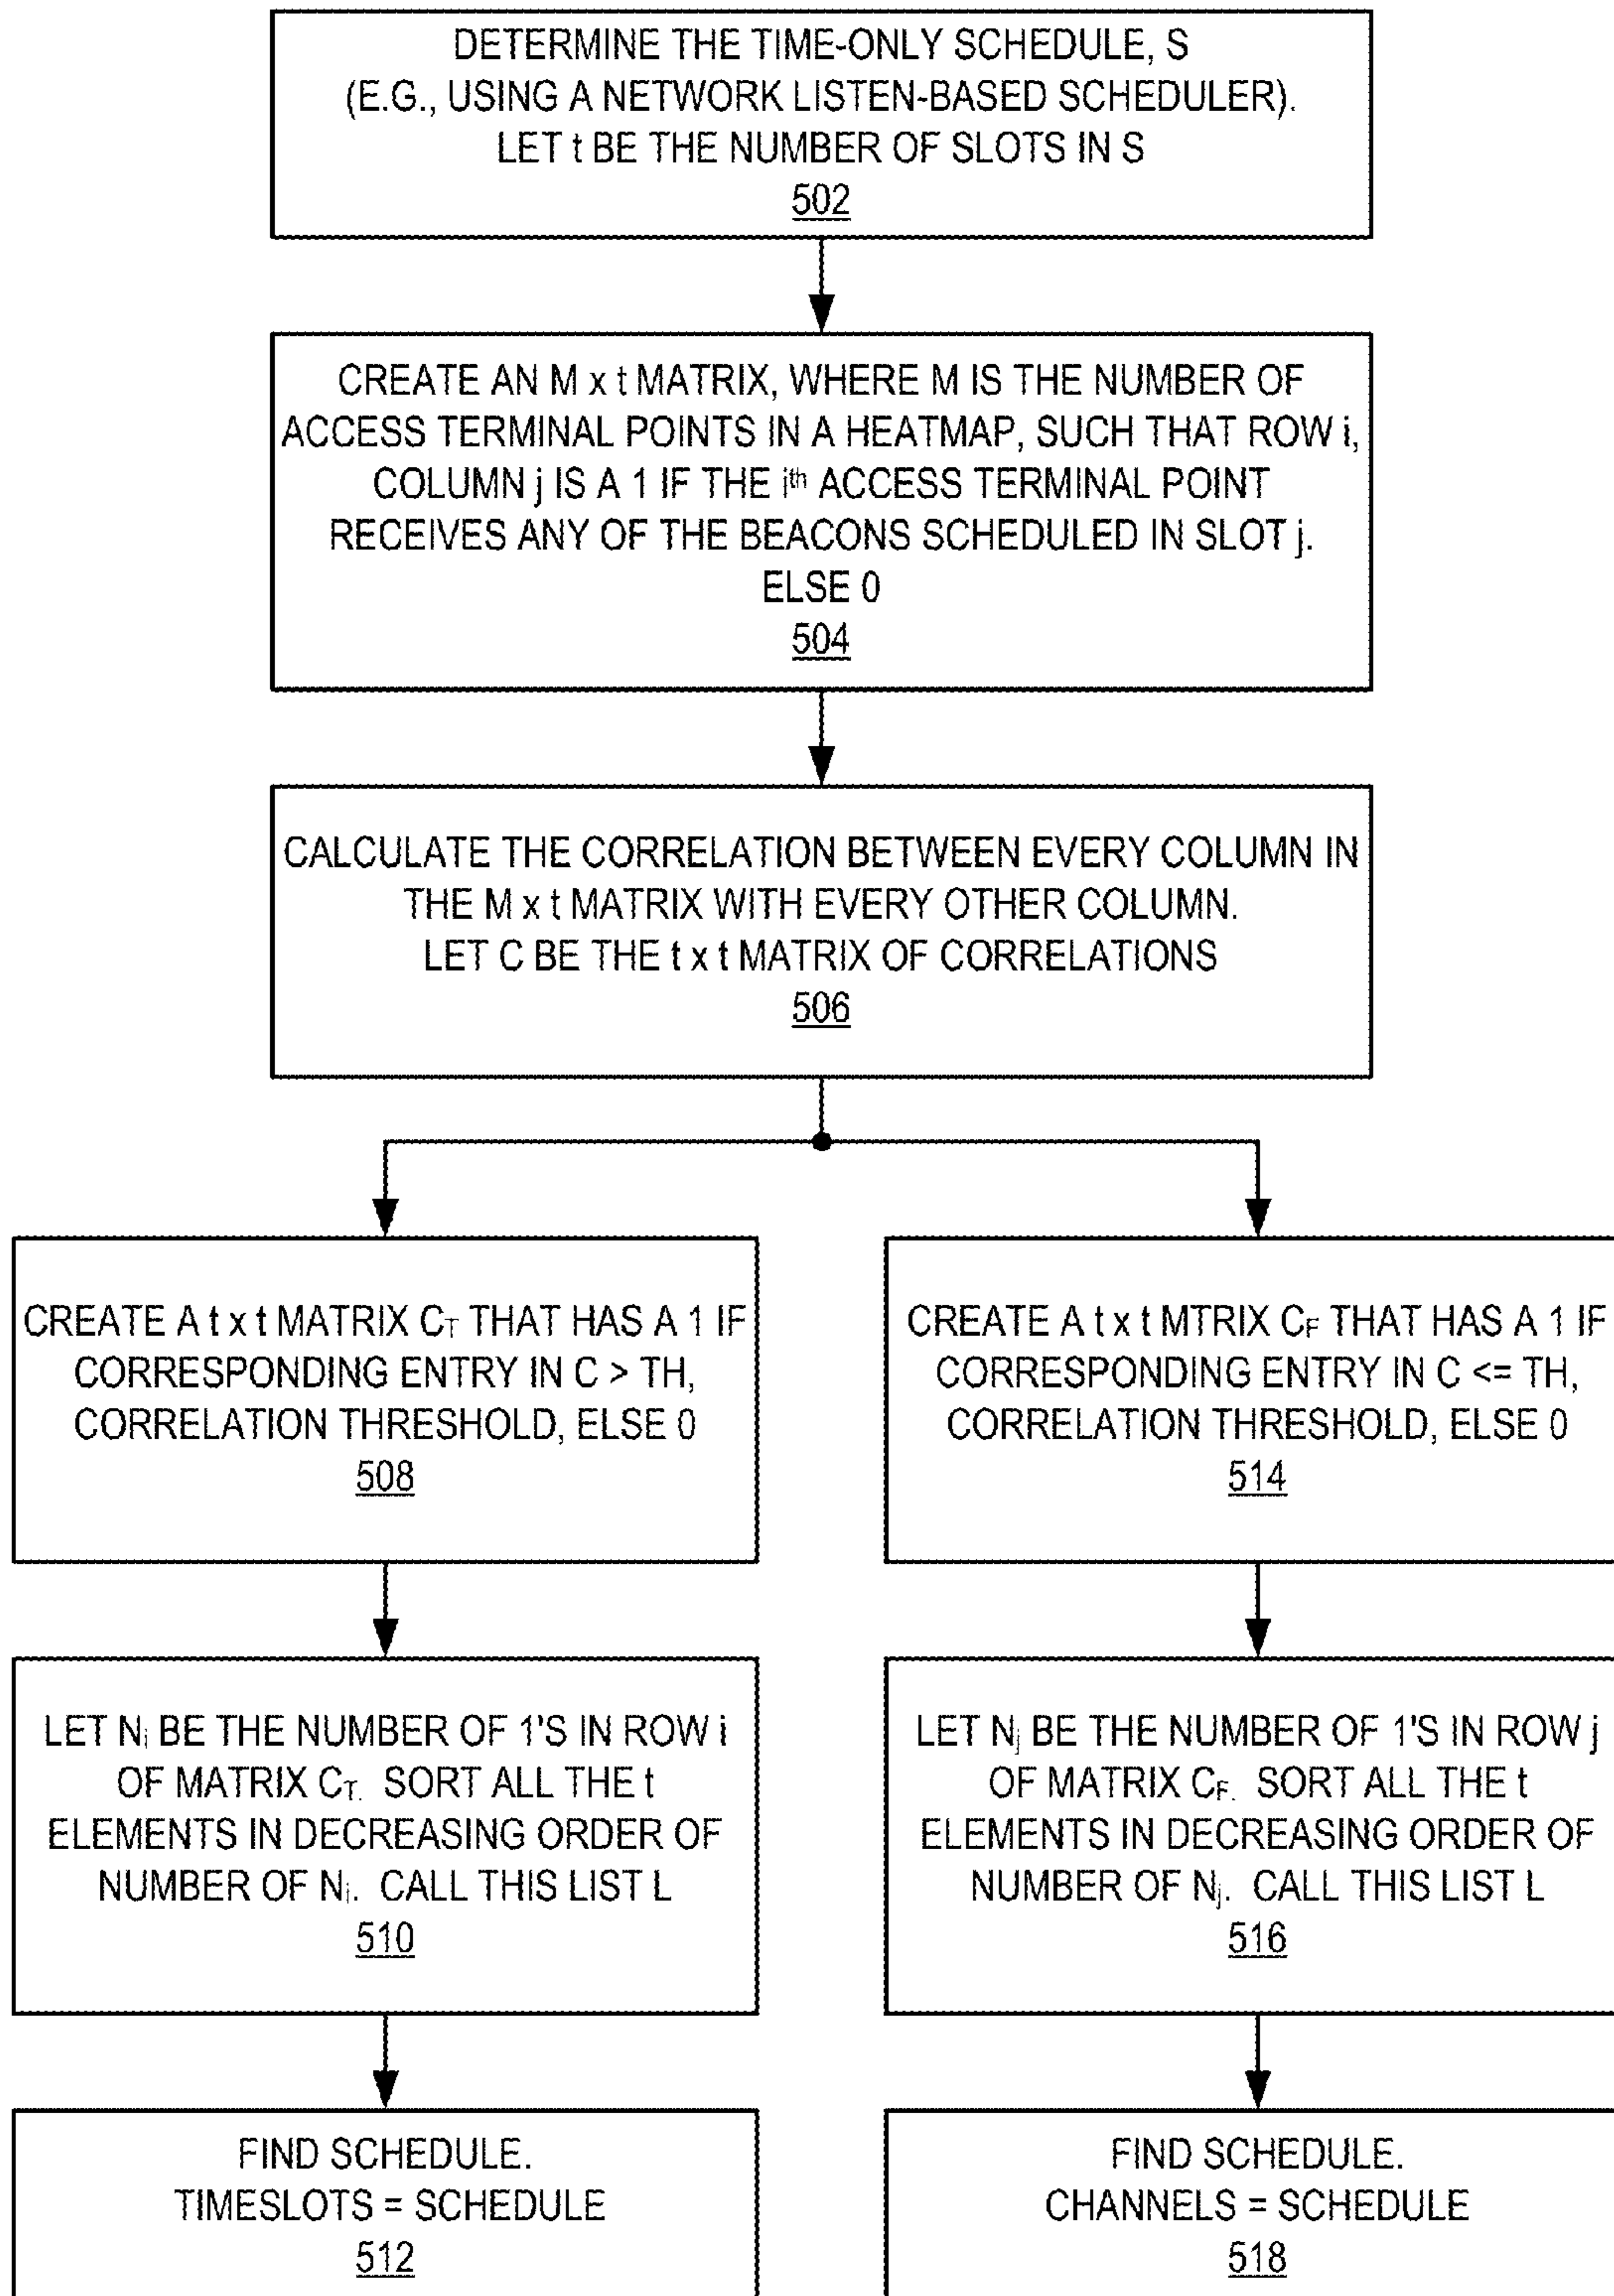 DETERMINE THE TIME-ONLY SCHEDULE, S
(E.G., USING A NETWORK LISTEN-BASED SCHEDULER).
LET t BE THE NUMBER OF SLOTS IN S
502
CREATE AN M x t MATRIX, WHERE M IS THE NUMBER OF
ACCESS TERMINAL POINTS IN A HEATMAP, SUCH THAT ROW i,
COLUMN j IS A 1 IF THE iᵗʰ ACCESS TERMINAL POINT
RECEIVES ANY OF THE BEACONS SCHEDULED IN SLOT j.
ELSE 0
504
CALCULATE THE CORRELATION BETWEEN EVERY COLUMN IN
THE M x t MATRIX WITH EVERY OTHER COLUMN.
LET C BE THE t x t MATRIX OF CORRELATIONS
506
CREATE A t x t MATRIX C_T THAT HAS A 1 IF
CORRESPONDING ENTRY IN C > TH,
CORRELATION THRESHOLD, ELSE 0
508
LET N_i BE THE NUMBER OF 1'S IN ROW i
OF MATRIX C_T. SORT ALL THE t
ELEMENTS IN DECREASING ORDER OF
NUMBER OF N_i. CALL THIS LIST L
510
FIND SCHEDULE.
TIMESLOTS = SCHEDULE
512
CREATE A t x t MTRIX C_F THAT HAS A 1 IF
CORRESPONDING ENTRY IN C <= TH,
CORRELATION THRESHOLD, ELSE 0
514
LET N_j BE THE NUMBER OF 1'S IN ROW j
OF MATRIX C_F. SORT ALL THE t
ELEMENTS IN DECREASING ORDER OF
NUMBER OF N_j. CALL THIS LIST L
516
FIND SCHEDULE.
CHANNELS = SCHEDULE
518